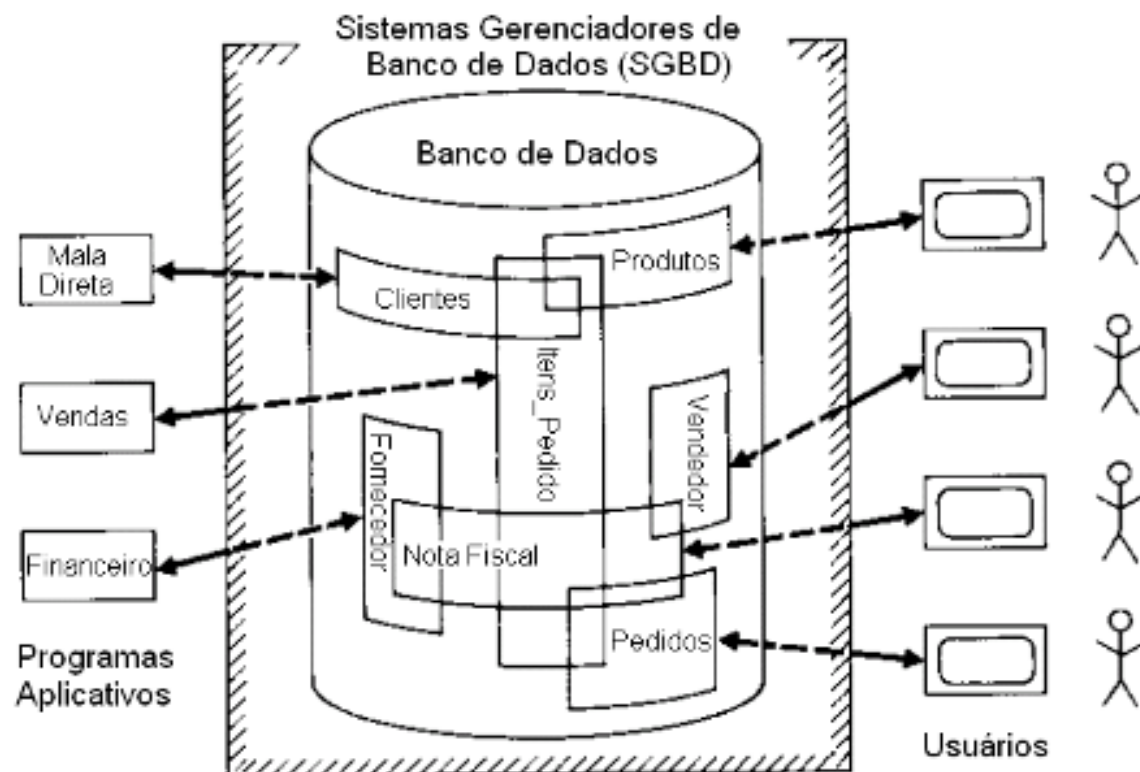 Sistemas Gerenciadores de
Banco de Dados (SGBD)
Banco de Dados
Mala
Direta
Vendas
Financeiro
Programas
Aplicativos
Clientes
Produtos
Itens_Pedido
Vendedor
Fornecedor
Nota Fiscal
Pedidos
Usuários